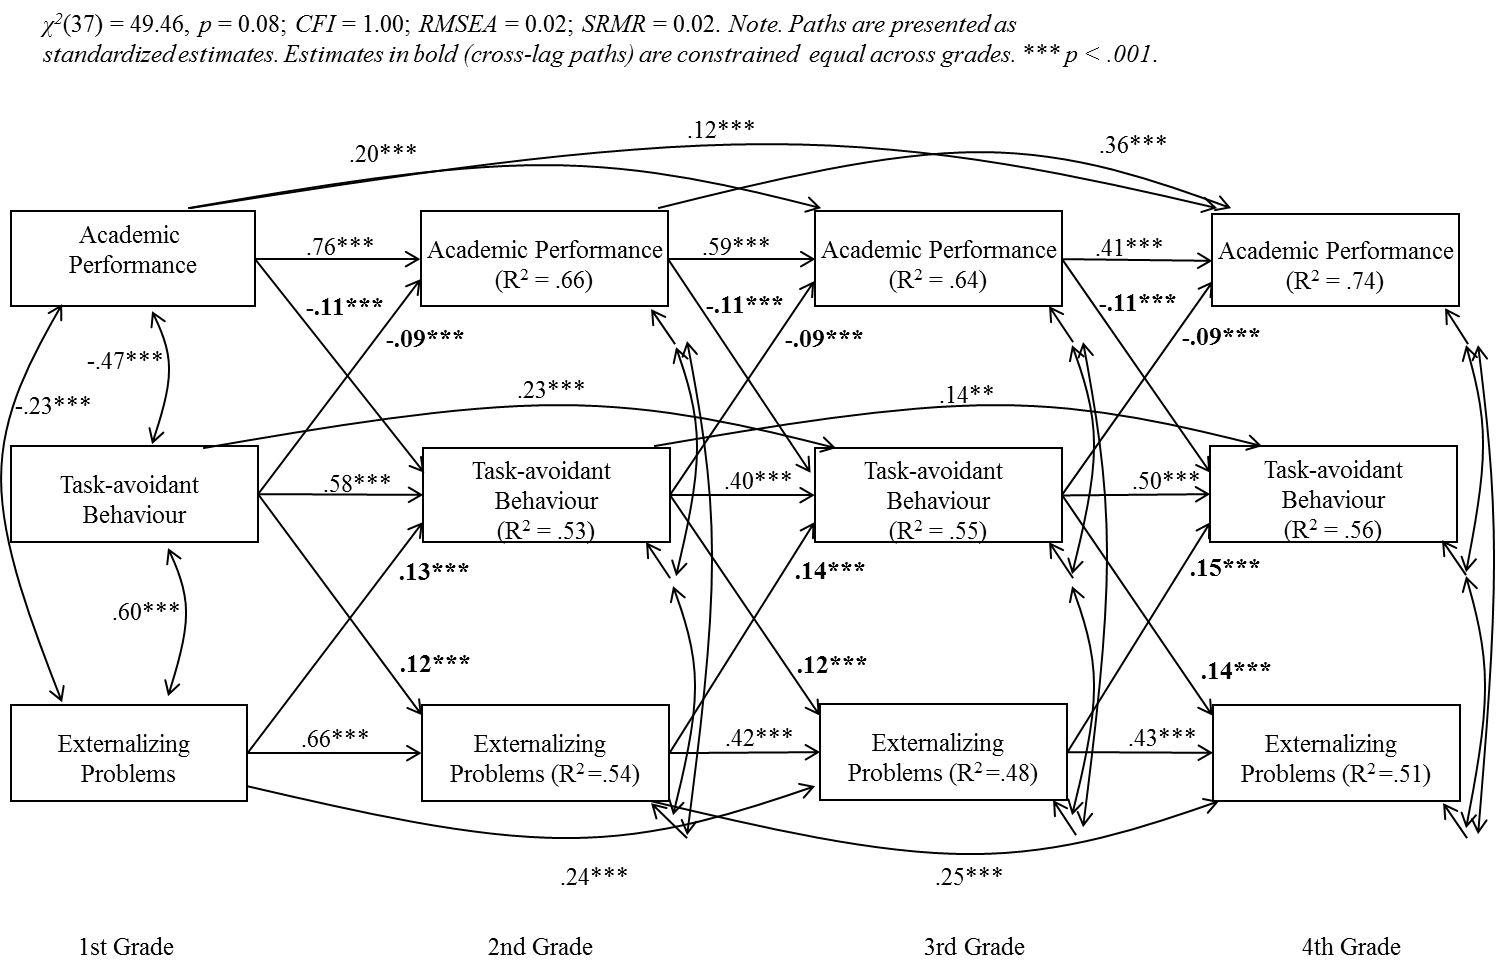 χ²(37) = 49.46, p = 0.08; CFI = 1.00; RMSEA = 0.02; SRMR = 0.02. Note. Paths are presented as
standardized estimates. Estimates in bold (cross-lag paths) are constrained equal across grades. *** p < .001.
.12***
.20***
.36***
Academic
Performance
.76***
Academic Performance
(R² = .66)
.59***
Academic Performance
(R² = .64)
.41***
Academic Performance
(R² = .74)
-.11***
-.09***
-.11***
-.09***
-.11***
-.09***
-.47***
-.23***
.23***
.14**
Task-avoidant
Behaviour
.58***
Task-avoidant
Behaviour
(R² = .53)
.40***
Task-avoidant
Behaviour
(R² = .55)
.50***
Task-avoidant
Behaviour
(R² = .56)
.13***
.14***
.15***
.60***
.12***
.12***
.14***
Externalizing
Problems
.66***
Externalizing
Problems (R² =.54)
.42***
Externalizing
Problems (R² =.48)
.43***
Externalizing
Problems (R² =.51)
.24***
.25***
1st Grade
2nd Grade
3rd Grade
4th Grade